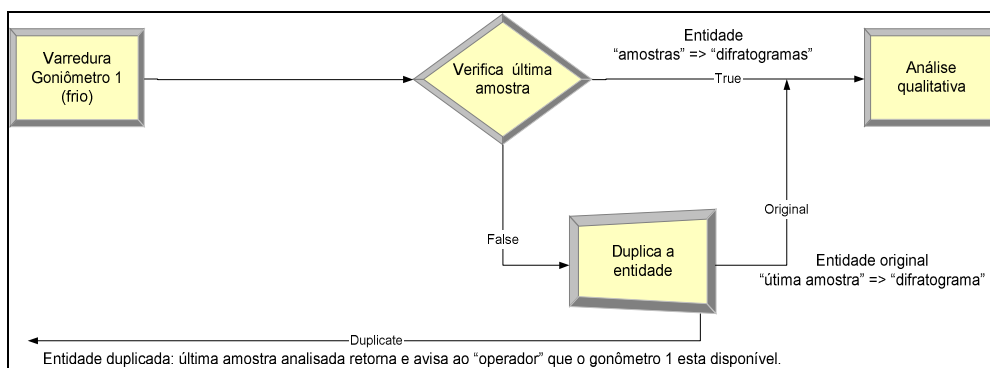 Varredura
Goniômetro 1
(frio)
Verifica última
amostra
Entidade
“amostras” => “difratogramas”
True
Análise
qualitativa
False
Duplica a
entidade
Original
Entidade original
“útima amostra” => “difratograma”
Duplicate
Entidade duplicada: última amostra analisada retorna e avisa ao “operador” que o gonômetro 1 esta disponível.